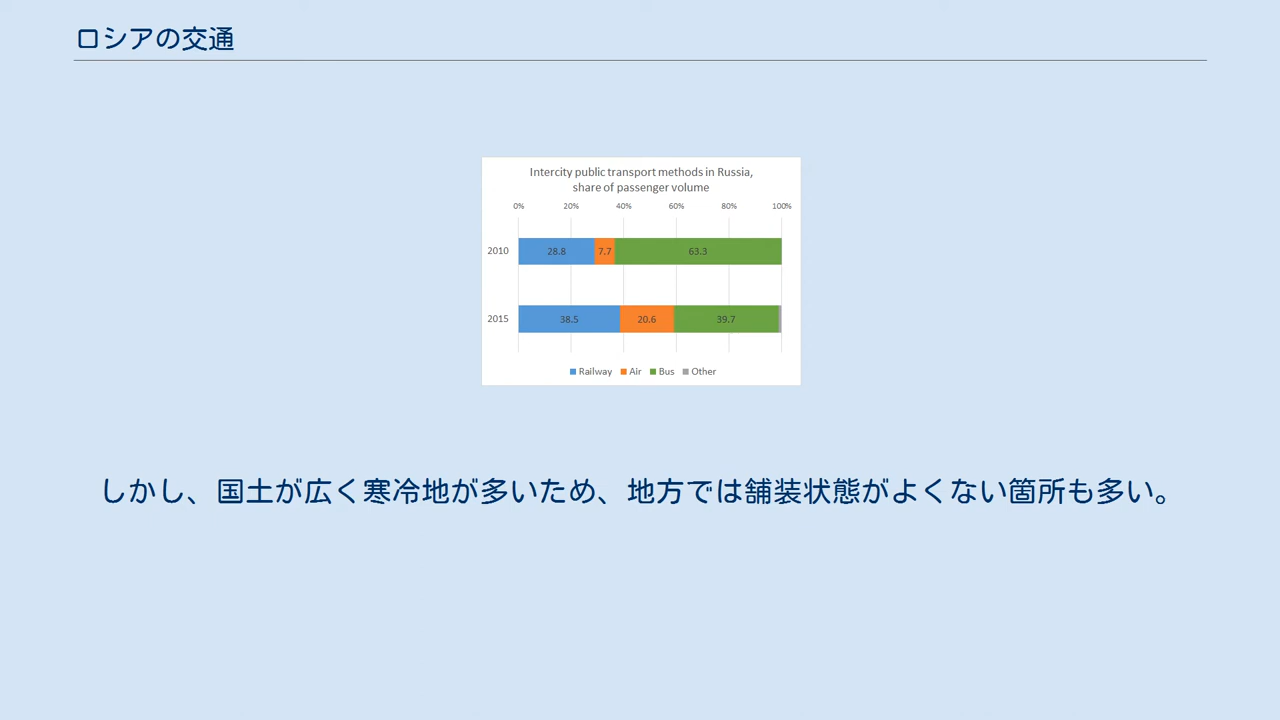 ロシアの交通
Intercity public transport methods in Russia,
share of passenger volume
0% 20% 40% 60% 80% 100%
2010 28.8 7.7 63.3
2015 38.5 20.6 39.7
Railway Air Bus Other
しかし、国土が広く寒冷地が多いため、地方では舗装状態がよくない箇所も多い。